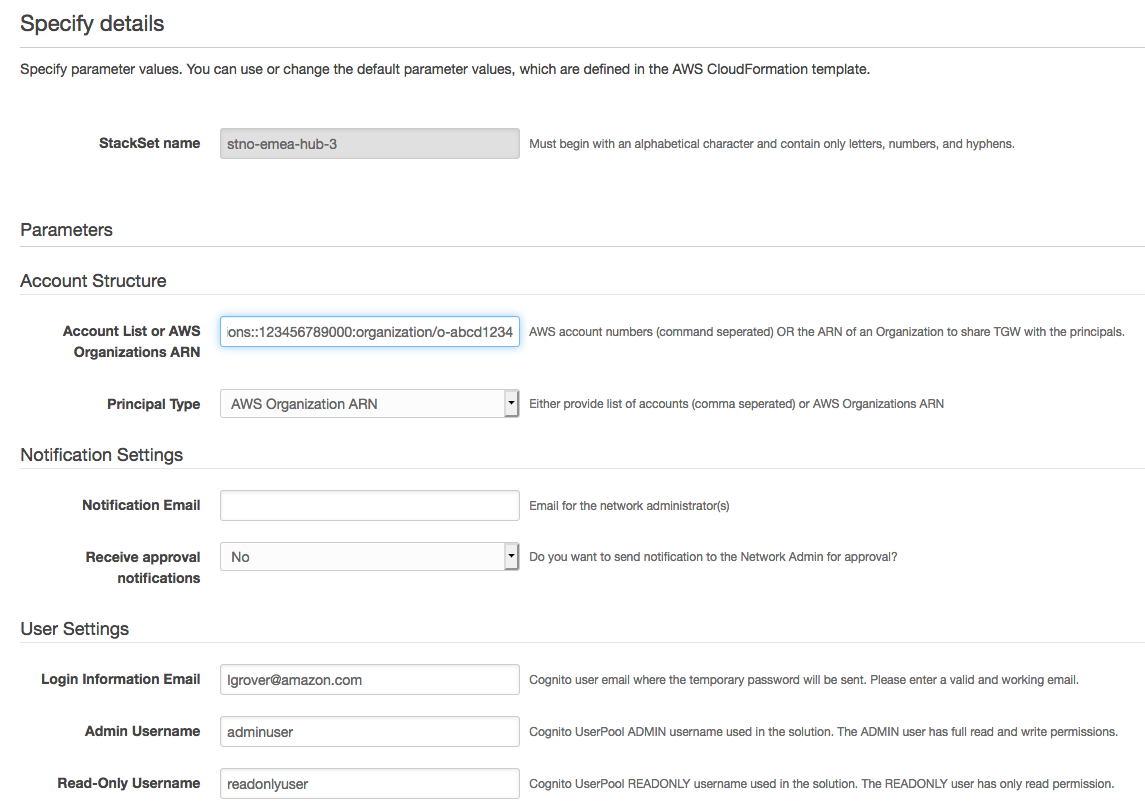 Specify details
Specify parameter values. You can use or change the default parameter values, which are defined in the AWS CloudFormation template.
StackSet name stno-emea-hub-3 Must begin with an alphabetical character and contain only letters, numbers, and hyphens.
Parameters
Account Structure
Account List or AWS Organizations ARN ions::123456789000:organization/o-abcd1234 AWS account numbers (command seperated) OR the ARN of an Organization to share TGW with the principals.
Principal Type AWS Organization ARN Either provide list of accounts (comma seperated) or AWS Organizations ARN
Notification Settings
Notification Email Email for the network administrator(s)
Receive approval notifications No Do you want to send notification to the Network Admin for approval?
User Settings
Login Information Email lgrover@amazon.com Cognito user email where the temporary password will be sent. Please enter a valid and working email.
Admin Username adminuser Cognito UserPool ADMIN username used in the solution. The ADMIN user has full read and write permissions.
Read-Only Username readonlyuser Cognito UserPool READONLY username used in the solution. The READONLY user has only read permission.